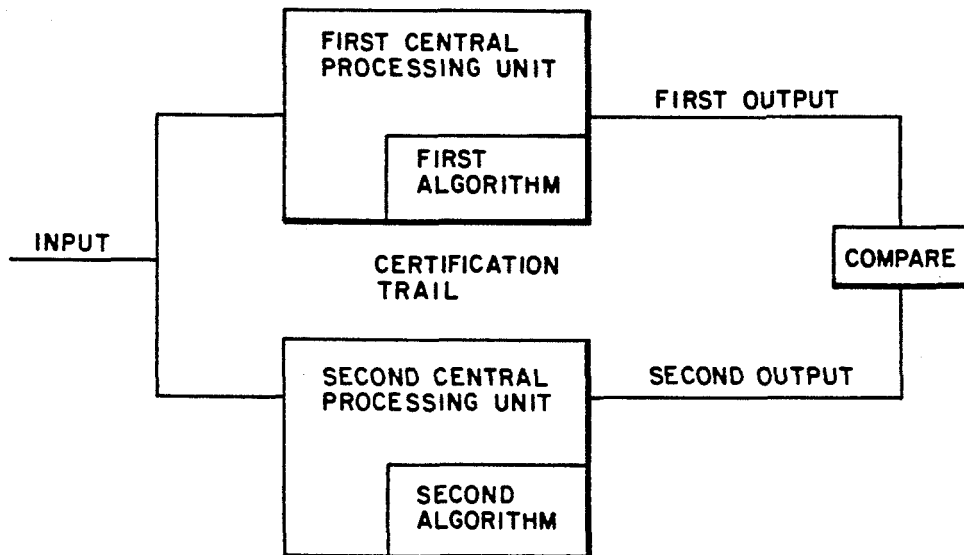 FIRST CENTRAL
PROCESSING UNIT
FIRST OUTPUT
FIRST
ALGORITHM
INPUT
CERTIFICATION
TRAIL
COMPARE
SECOND CENTRAL
PROCESSING UNIT
SECOND OUTPUT
SECOND
ALGORITHM